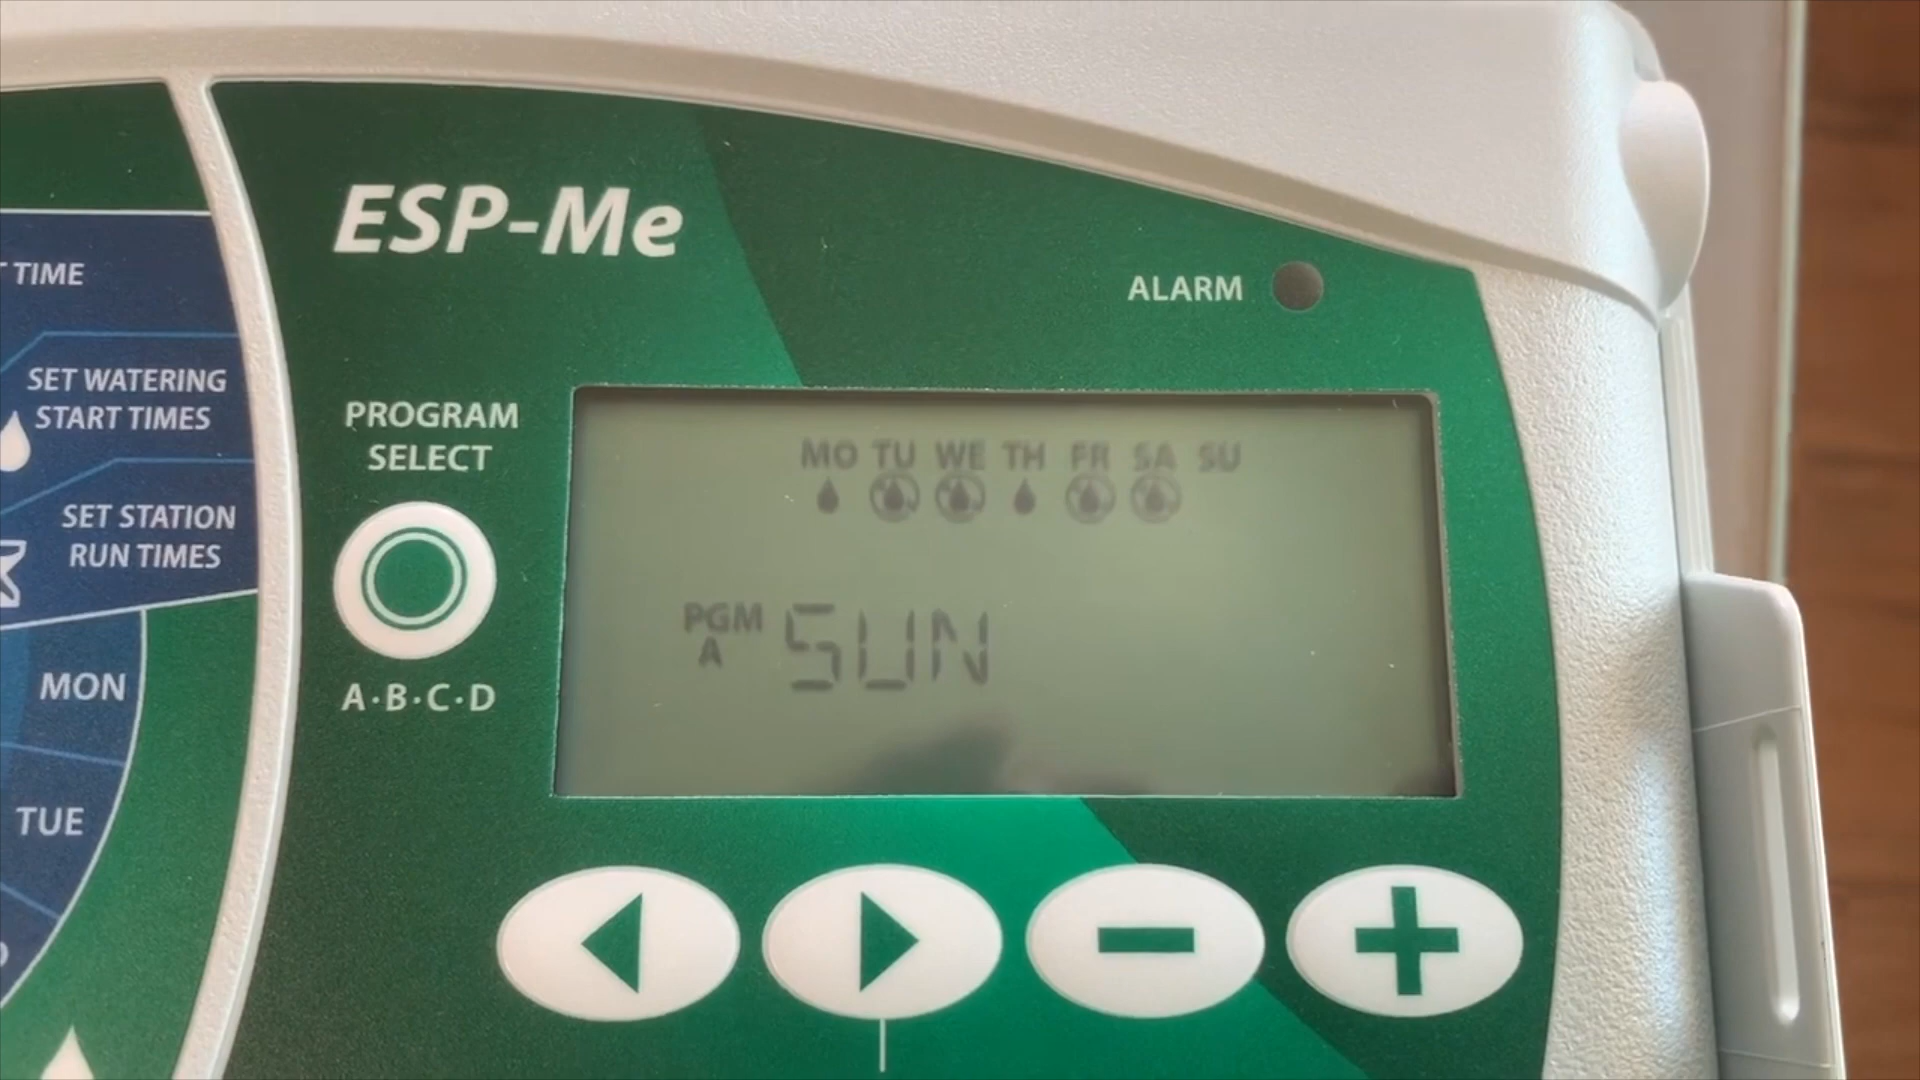 ESP-Me
ALARM
TIME
SET WATERING
START TIMES
SET STATION
RUN TIMES
MON
TUE
PROGRAM
SELECT
A·B·C·D
MO TU WE TH FR SA SU
PGM
A
SUN